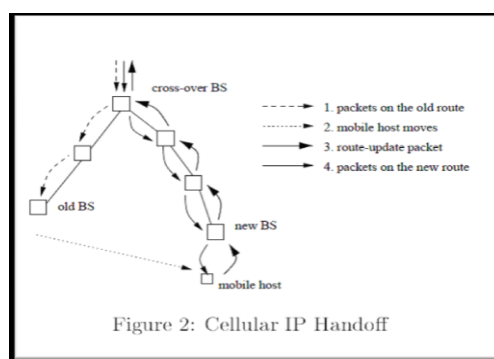 cross-over BS
1. packets on the old route
2. mobile host moves
3. route-update packet
4. packets on the new route
old BS
new BS
mobile host
Figure 2: Cellular IP Handoff